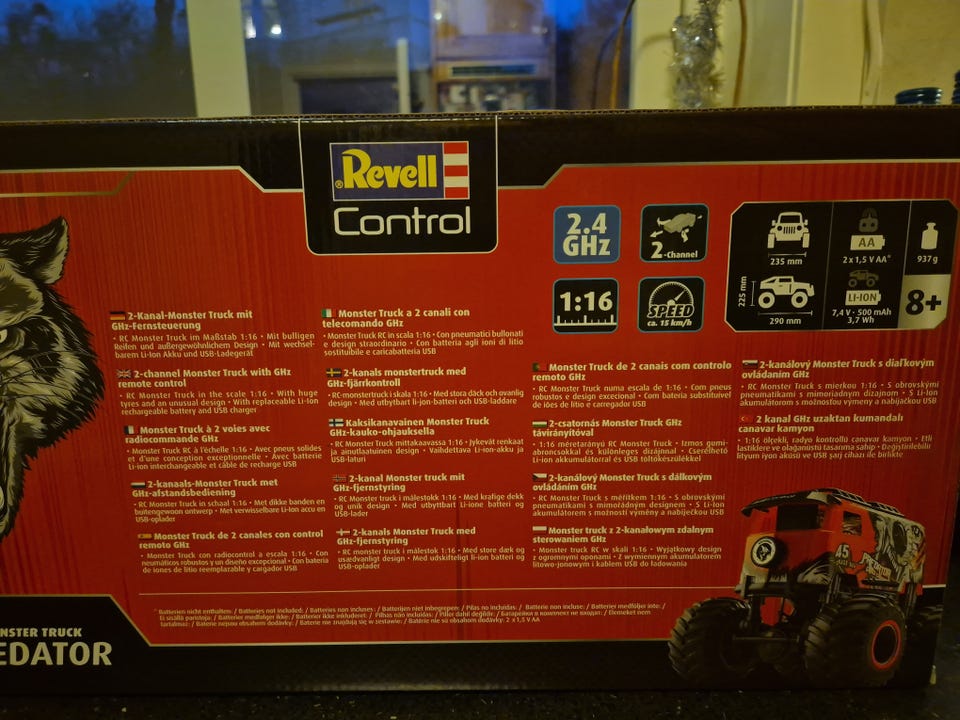 Revell
Control
2.4
GHz
2-Channel
1:16
SPEED
ca. 15 km/h
235 mm
225 mm
290 mm
AA
2 x 1,5 V AA*
LI-ION
7,4 V · 500 mAh
3,7 Wh
937 g
8+
2-Kanal-Monster Truck mit
GHz-Fernsteuerung
• RC Monster Truck im Maßstab 1:16 • Mit bulligen
Reifen und außergewöhnlichem Design • Mit wechsel-
barem Li-Ion Akku und USB-Ladegerät
2-channel Monster Truck with GHz
remote control
• RC Monster Truck in the scale 1:16 • With huge
tyres and an unusual design • With replaceable Li-Ion
rechargeable battery and USB charger
Monster Truck à 2 voies avec
radiocommande GHz
• Monster Truck RC à l'échelle 1:16 • Avec pneus solides
et d'une conception exceptionnelle • Avec batterie
Li-ion interchangeable et câble de recharge USB
2-kanaals-Monster Truck met
GHz-afstandsbediening
• RC Monster Truck in schaal 1:16 • Met dikke banden en
buitengewoon ontwerp • Met verwisselbare Li-Ion accu en
USB-oplader
Monster Truck de 2 canales con control
remoto GHz
• Monster Truck con radiocontrol a escala 1:16 • Con
neumáticos robustos y un diseño excepcional • Con batería
de iones de litio reemplazable y cargador USB
Monster Truck a 2 canali con
telecomando GHz
• Monster Truck RC in scala 1:16 • Con pneumatici bullonati
e design straordinario • Con batteria agli ioni di litio
sostituibile e caricabatteria USB
2-kanals monstertruck med
GHz-fjärrkontroll
• RC-monstertruck i skala 1:16 • Med stora däck och ovanlig
design • Med utbytbart li-jon-batteri och USB-laddare
Kaksikanavainen Monster Truck
GHz-kauko-ohjauksella
• RC Monster Truck mittakaavassa 1:16 • Jykevät renkaat
ja ainutlaatuinen design • Vaihdettava Li-Ion-akku ja
USB-laturi
2-kanal monster truck mit
GHz-fjernstyring
• RC Monster Truck i målestokk 1:16 • Med kraftige dekk
og unik design • Med utbyttbart Li-Ione batteri og
USB-lader
2-kanals Monster Truck med
GHz-fjernstyring
• RC monster truck i målestok 1:16 • Med store dæk og
usædvanligt design • Med udskifteligt li-ion batteri og
USB-oplader
Monster Truck de 2 canais com controlo
remoto GHz
• RC Monster Truck numa escala de 1:16 • Com pneus
robustos e design excecional • Com bateria substituível
de iões de lítio e carregador USB
2-csatornás Monster Truck GHz
távirányítóval
• 1:16 méretarányú RC Monster Truck • Izmos gumi-
abroncsokkal és különleges dizájnnal • Cserélhető
Li-ion akkumulátorral és USB töltőkészülékkel
2-kanálový Monster Truck s dálkovým
ovládáním GHz
• RC Monster Truck s měřítkem 1:16 • S obrovskými
pneumatikami s mimořádným designem • S Li-Ion
akumulátorem s možností výměny a nabíječkou USB
Monster truck z 2-kanałowym zdalnym
sterowaniem GHz
• Monster Truck RC w skali 1:16 • Wyjątkowy design
z ogromnymi oponami • Z wymiennym akumulatorem
litowo-jonowym i kablem USB do ładowania
2-kanálový Monster Truck s diaľkovým
ovládaním GHz
• RC Monster Truck s mierkou 1:16 • S obrovskými
pneumatikami s mimoriadnym dizajnom • S Li-Ion
akumulátorom s možnosťou výmeny a nabíjačkou USB
2 kanal GHz uzaktan kumandalı
canavar kamyon
• 1:16 ölçekli, radyo kontrollü canavar kamyon • Etli
lastiklere ve olağanüstü tasarıma sahip • Değiştirilebilir
lityum iyon aküsü ve USB şarj cihazı ile birlikte
* Batterien nicht enthalten: / Batteries not included: / Batteries non incluses: / Batterijen niet inbegrepen: / Pilas no incluidas: / Batterie non incluse: / Batterier medföljer inte: /
Ei sisällä paristoja: / Batterier medfølger ikke: / Batterier ikke inkluderet: / Pilhas não incluídas: / Piller dahil değildir: / Батарейки в комплект не входят: / Elemeket nem
tartalmaz: / Baterie nejsou obsahem dodávky: / Baterie nie znajdują się w zestawie: / Batérie nie sú obsahom dodávky: 2 x 1,5 V AA
NSTER TRUCK
EDATOR
45